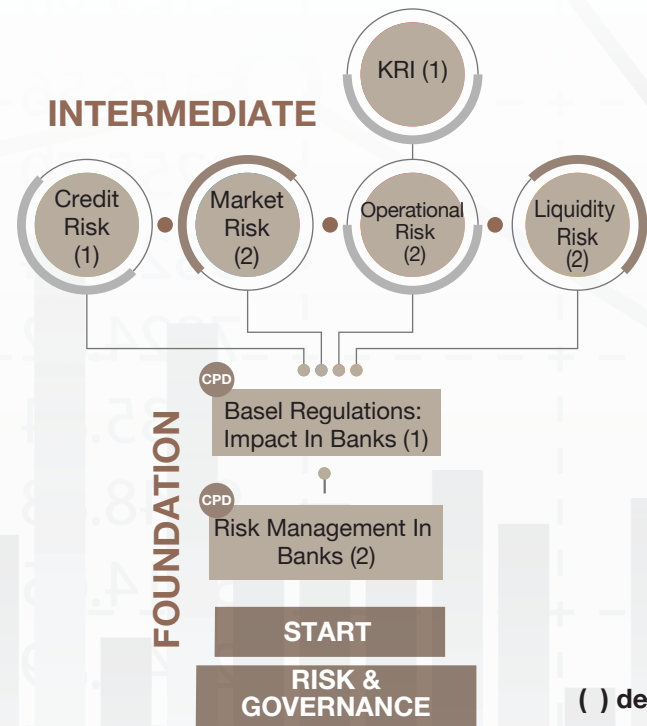 KRI (1)
INTERMEDIATE
Credit
Risk
(1)
Market
Risk
(2)
Operational
Risk
(2)
Liquidity
Risk
(2)
CPD
Basel Regulations:
Impact In Banks (1)
CPD
Risk Management In
Banks (2)
FOUNDATION
START
RISK &
GOVERNANCE
( ) de